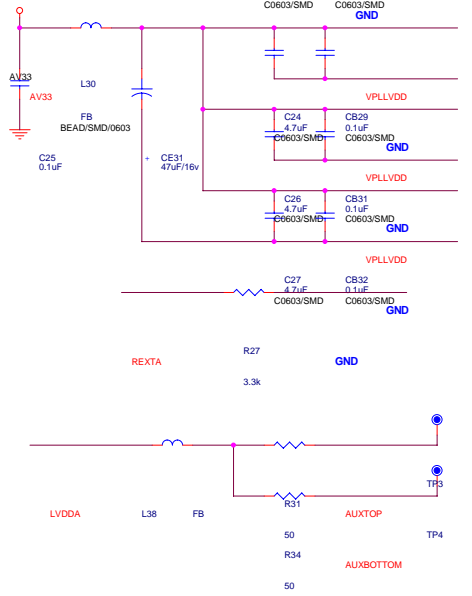 C0603/SMD C0603/SMD
GND
AV33
AV33
L30
FB
BEAD/SMD/0603
C25
0.1uF
+ CE31
47uF/16v
VPLLVDD
C24 CB29
4.7uF 0.1uF
C0603/SMD C0603/SMD
GND
VPLLVDD
C26 CB31
4.7uF 0.1uF
C0603/SMD C0603/SMD
GND
VPLLVDD
C27 CB32
4.7uF 0.1uF
C0603/SMD C0603/SMD
GND
R27
REXTA GND
3.3k
TP3
R31
LVDDA L38 FB AUXTOP
50 TP4
R34
AUXBOTTOM
50